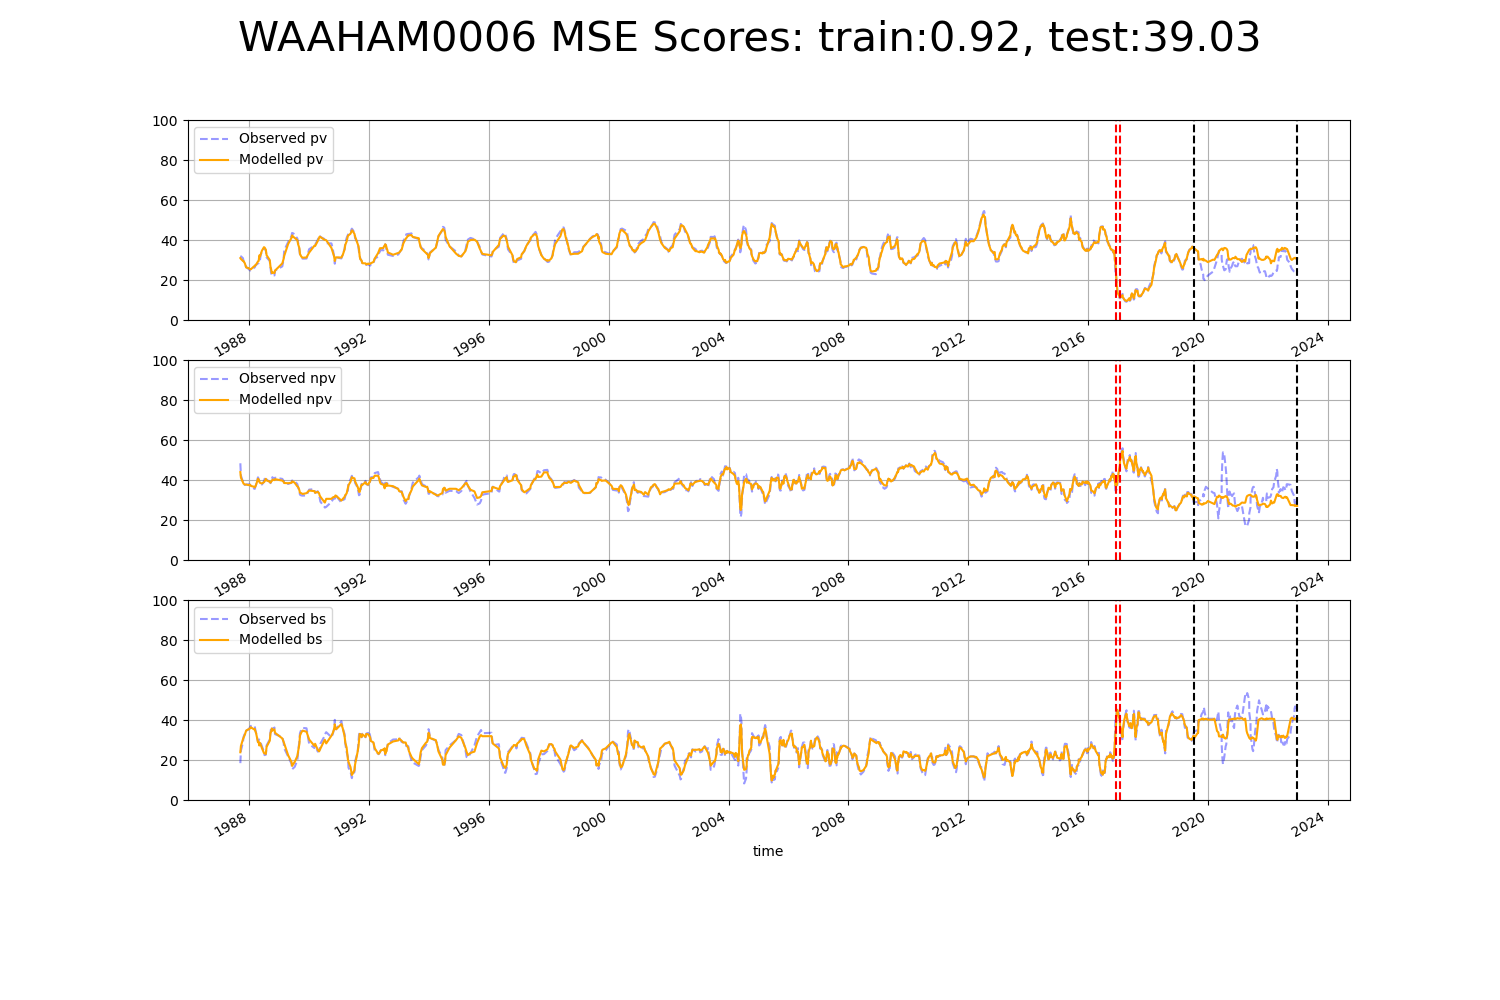 WAAHAM0006 MSE Scores: train:0.92, test:39.03
100
80
60
40
20
0
Observed pv
Modelled pv
1988 1992 1996 2000 2004 2008 2012 2016 2020 2024
100
80
60
40
20
0
Observed npv
Modelled npv
1988 1992 1996 2000 2004 2008 2012 2016 2020 2024
100
80
60
40
20
0
Observed bs
Modelled bs
1988 1992 1996 2000 2004 2008 2012 2016 2020 2024
time